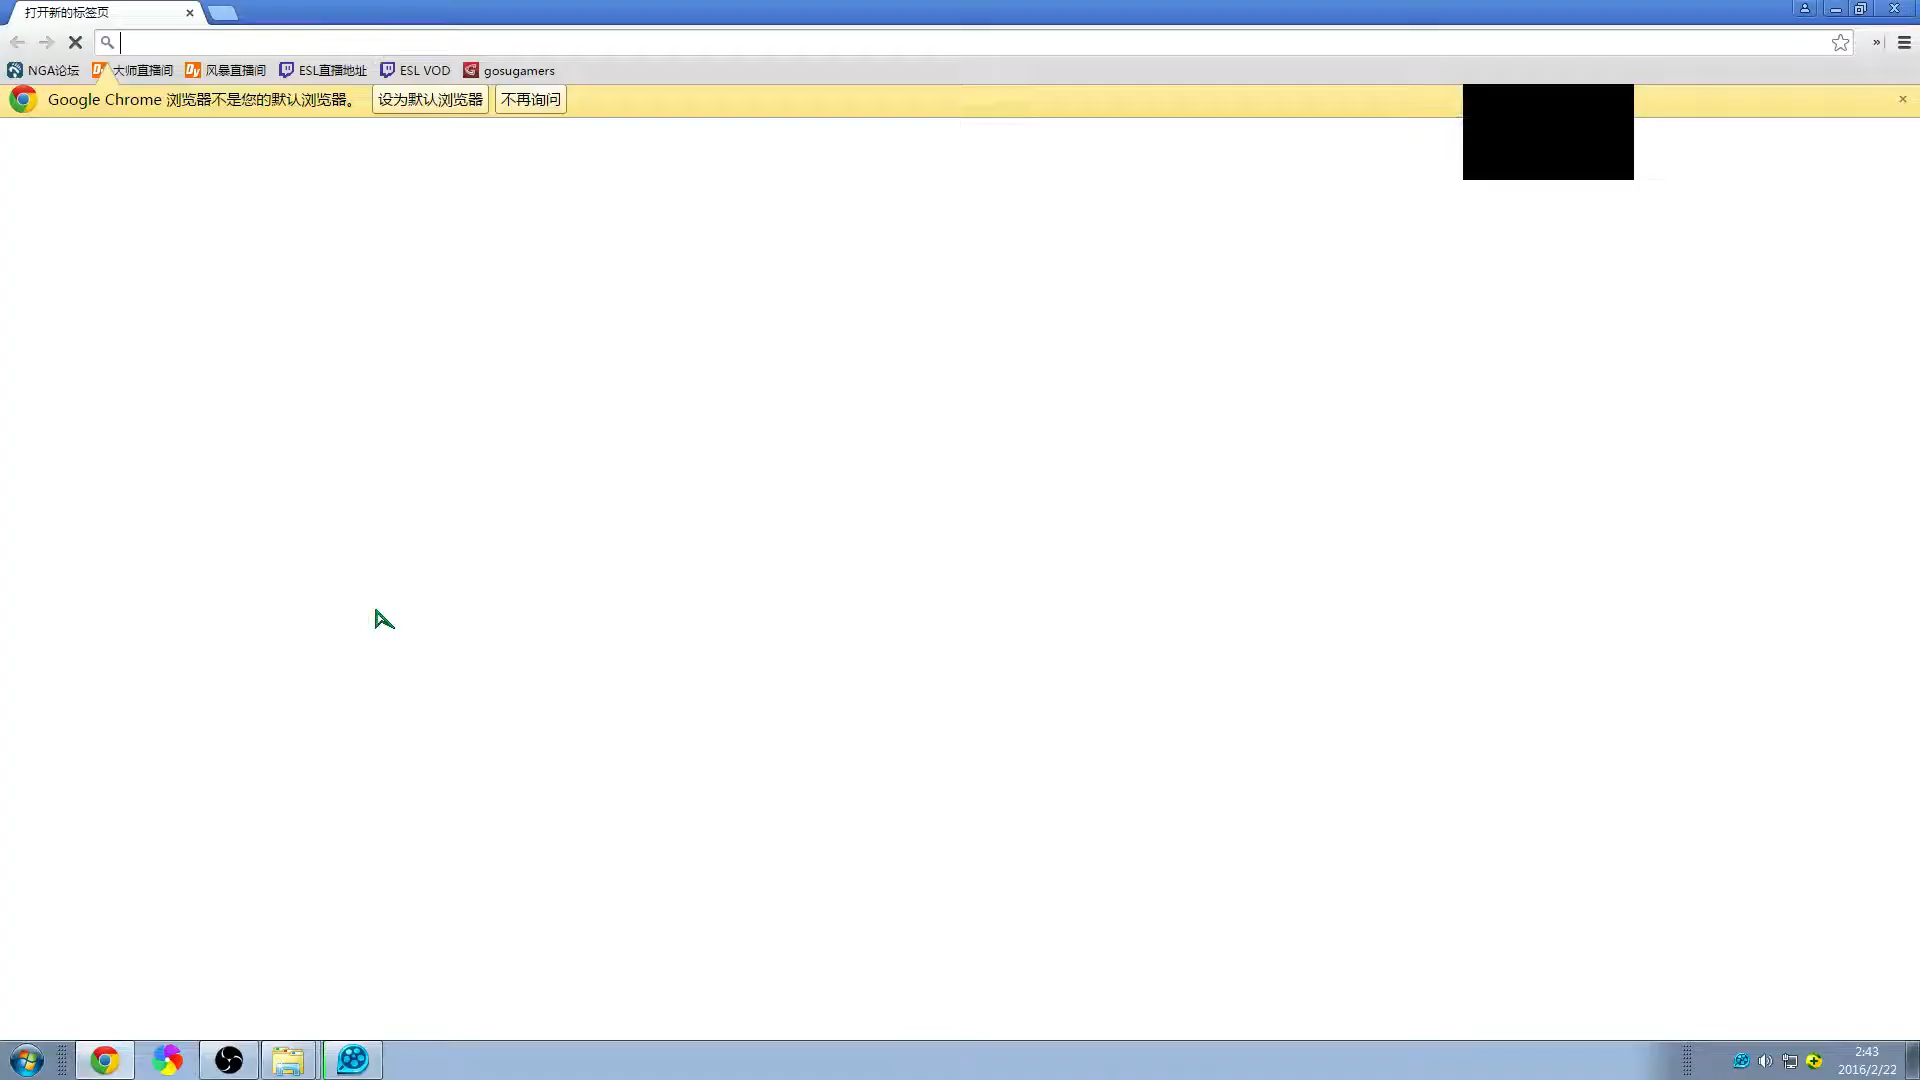 打开新的标签页
NGA论坛 大师直播间 风暴直播间 ESL直播地址 ESL VOD gosugamers
Google Chrome 浏览器不是您的默认浏览器。 设为默认浏览器 不再询问
2:43
2016/2/22